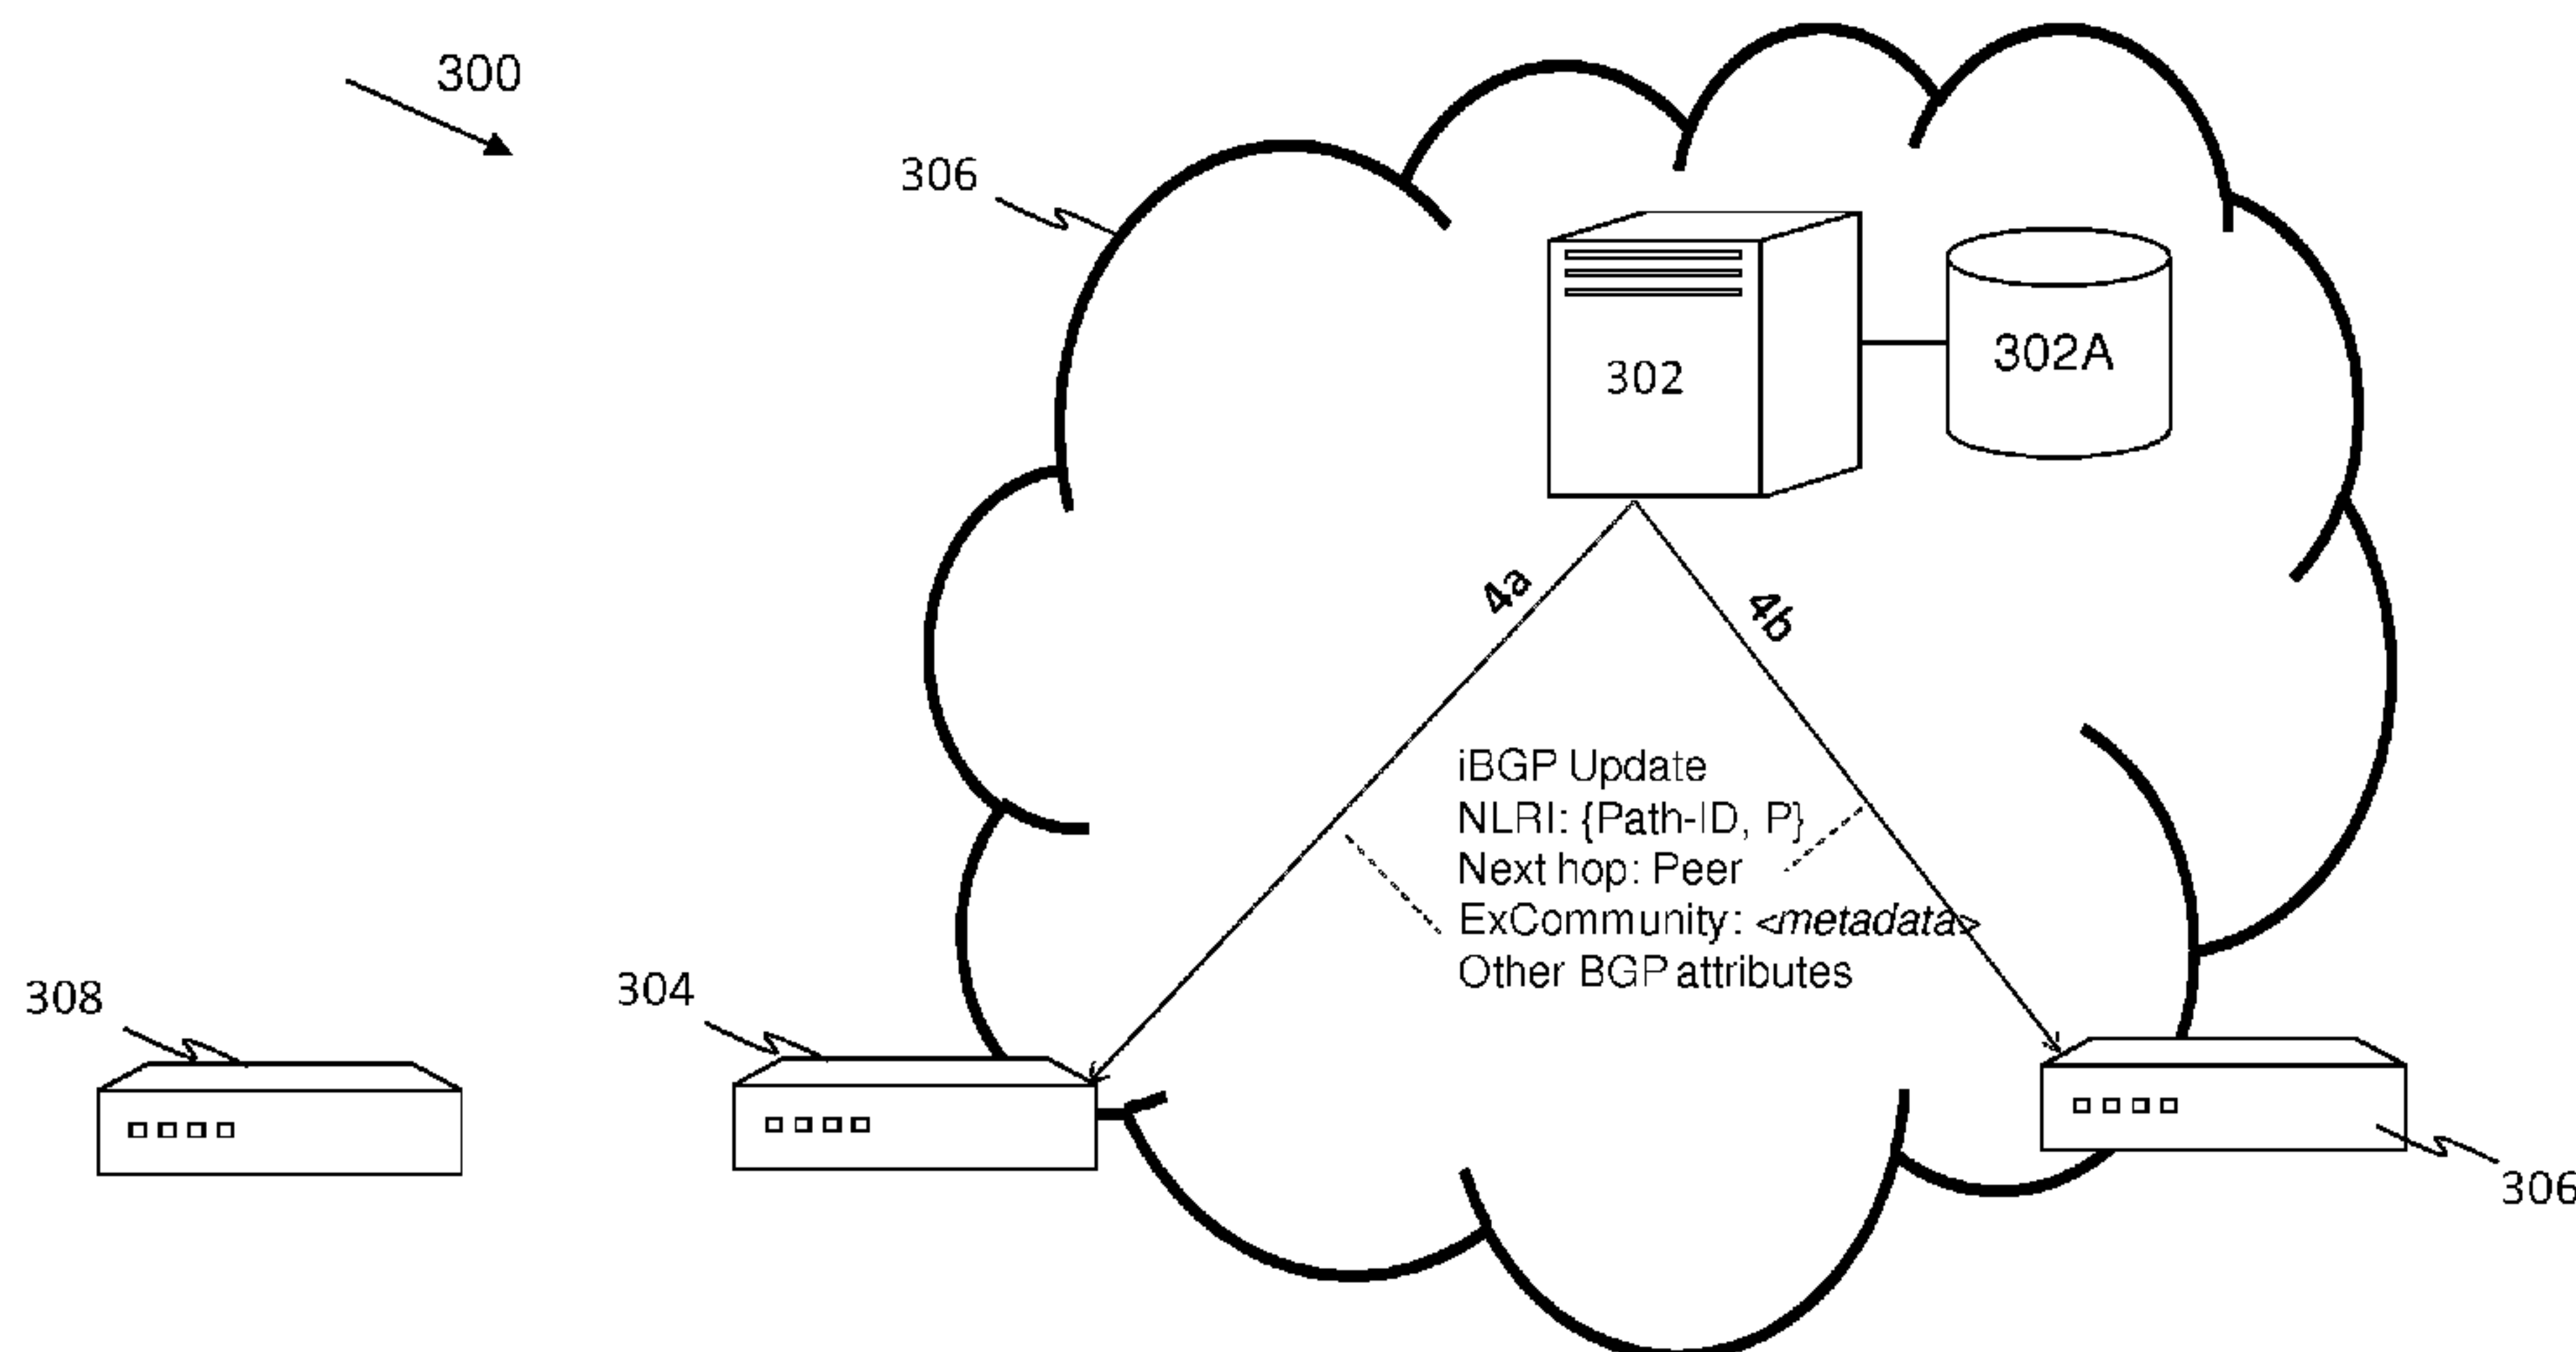 300
306
302
302A
4a
4b
iBGP Update
NLRI: {Path-ID, P}
Next hop: Peer
ExCommunity: <metadata>
Other BGP attributes
308
304
306